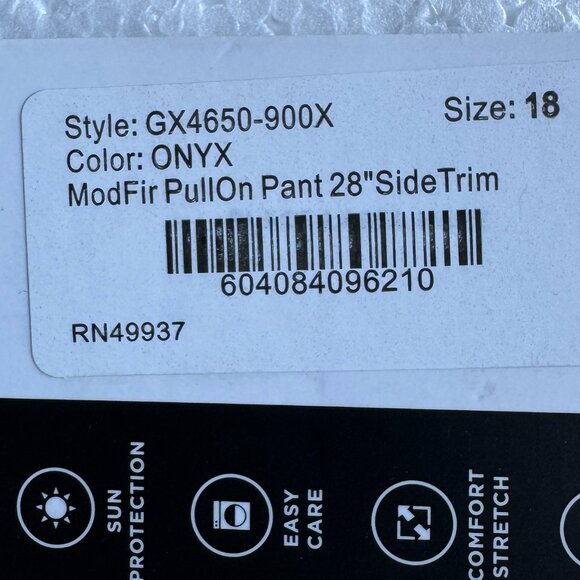 Style: GX4650-900X Size: 18
Color: ONYX
ModFir PullOn Pant 28"SideTrim
604084096210
RN49937
SUN
PROTECTION
EASY
CARE
COMFORT
STRETCH